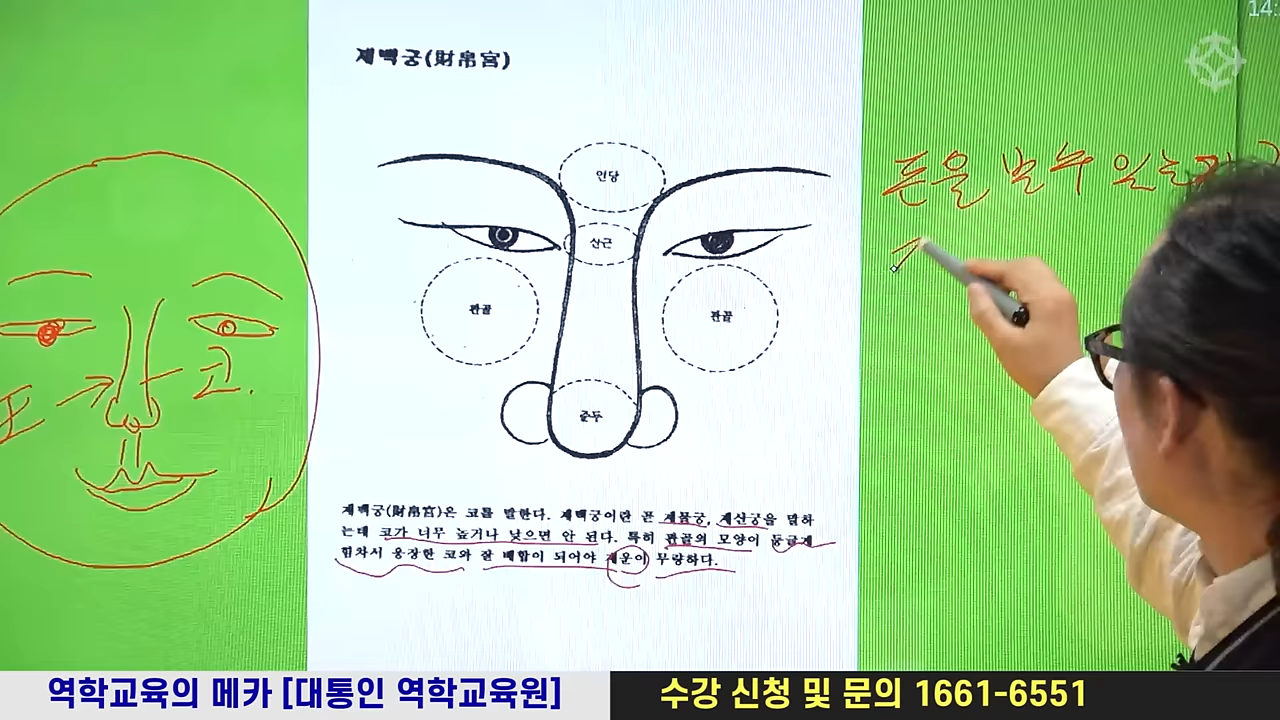 재백궁(財帛宮)
인당
산근
관골
관골
준두
재백궁(財帛宮)은 코를 말한다. 재백궁이란 곧 재물궁, 재산궁을 말하
는데 코가 너무 높거나 낮으면 안 된다. 특히 관골의 모양이 둥글게
힘차서 웅장한 코와 잘 배합이 되어야 재운이 무량하다.
코.
돈을 벌 수 있는가
14:
역학교육의 메카 [대통인 역학교육원]
수강 신청 및 문의 1661-6551